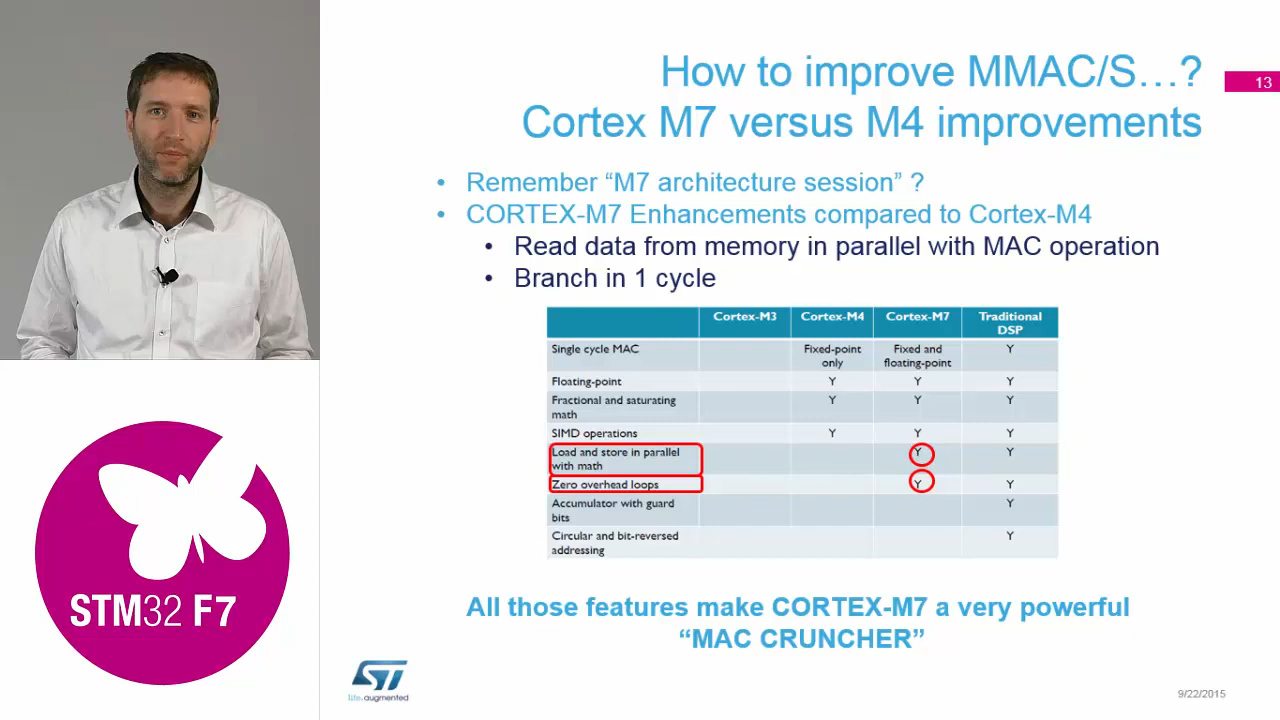 How to improve MMAC/S…?
Cortex M7 versus M4 improvements
13
• Remember “M7 architecture session” ?
• CORTEX-M7 Enhancements compared to Cortex-M4
• Read data from memory in parallel with MAC operation
• Branch in 1 cycle
Cortex-M3 Cortex-M4 Cortex-M7 Traditional
DSP
Single cycle MAC Fixed-point Fixed and Y
only floating-point
Floating-point Y Y Y
Fractional and saturating Y Y Y
math
SIMD operations Y Y Y
Load and store in parallel Y Y
with math
Zero overhead loops Y Y
Accumulator with guard Y
bits
Circular and bit-reversed Y
addressing
All those features make CORTEX-M7 a very powerful
“MAC CRUNCHER”
STM32 F7
ST
life.augmented
9/22/2015